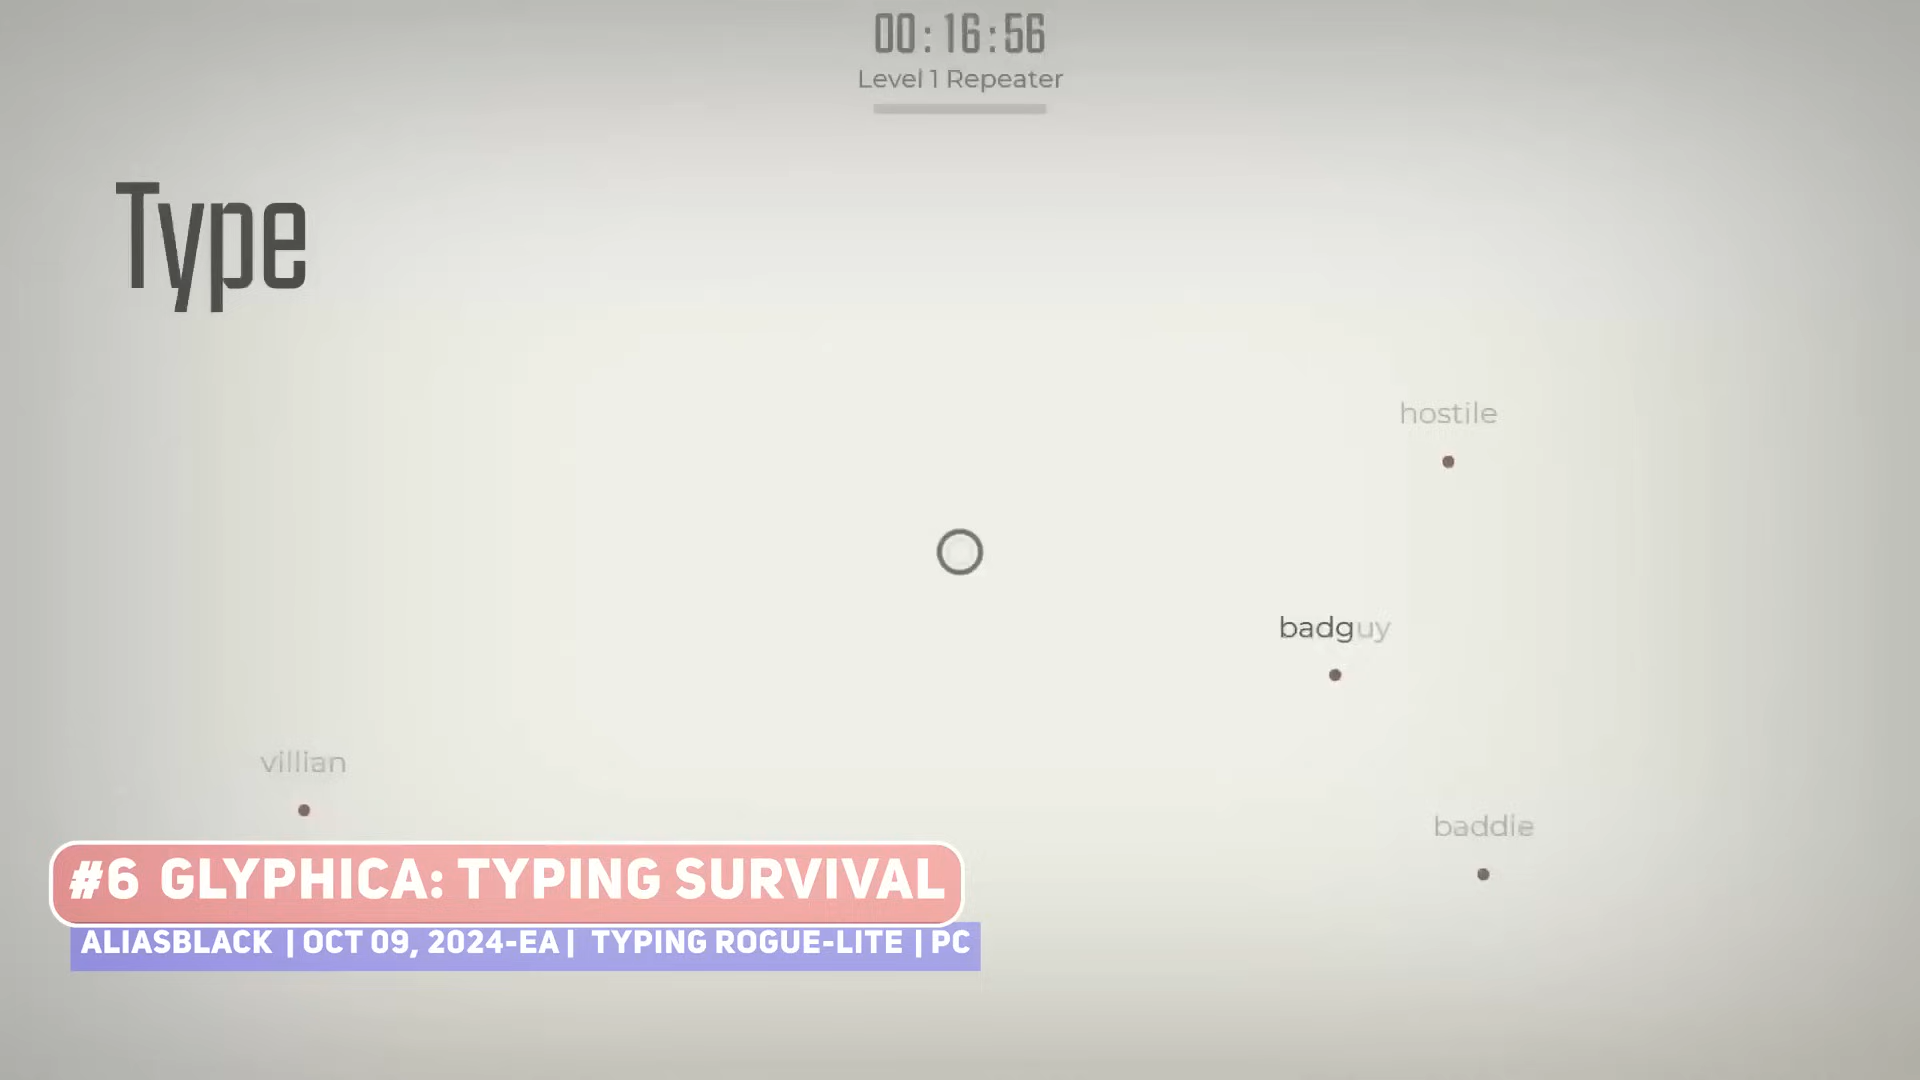 00:16:56
Level 1 Repeater
Type
hostile
badguy
villian
baddie
#6 GLYPHICA: TYPING SURVIVAL
ALIASBLACK | OCT 09, 2024-EA | TYPING ROGUE-LITE | PC